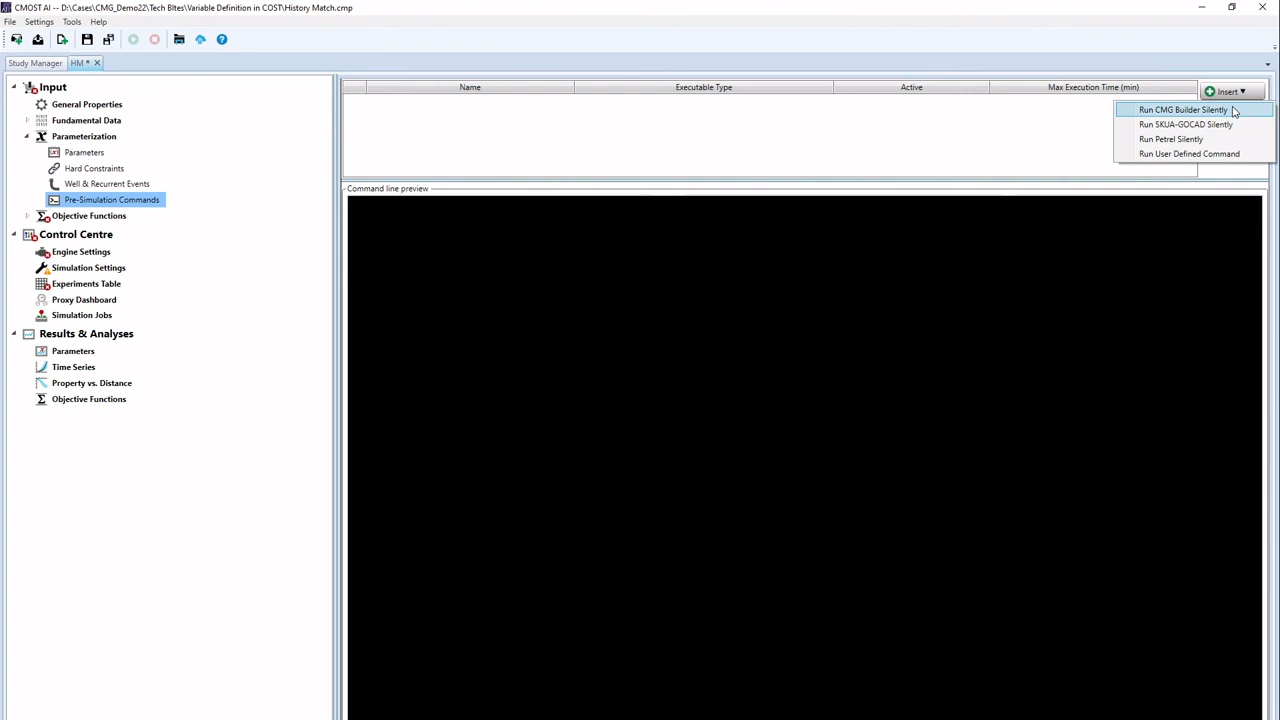 CMOST AI -- D:\Cases\CMG_Demo22\Tech BItes\Variable Definition in COST\History Match.cmp
File Settings Tools Help
Study Manager HM *
Input
General Properties
Fundamental Data
Parameterization
Parameters
Hard Constraints
Well & Recurrent Events
Pre-Simulation Commands
Objective Functions
Control Centre
Engine Settings
Simulation Settings
Experiments Table
Proxy Dashboard
Simulation Jobs
Results & Analyses
Parameters
Time Series
Property vs. Distance
Objective Functions
Name Executable Type Active Max Execution Time (min)
Insert
Run CMG Builder Silently
Run SKUA-GOCAD Silently
Run Petrel Silently
Run User Defined Command
Command line preview